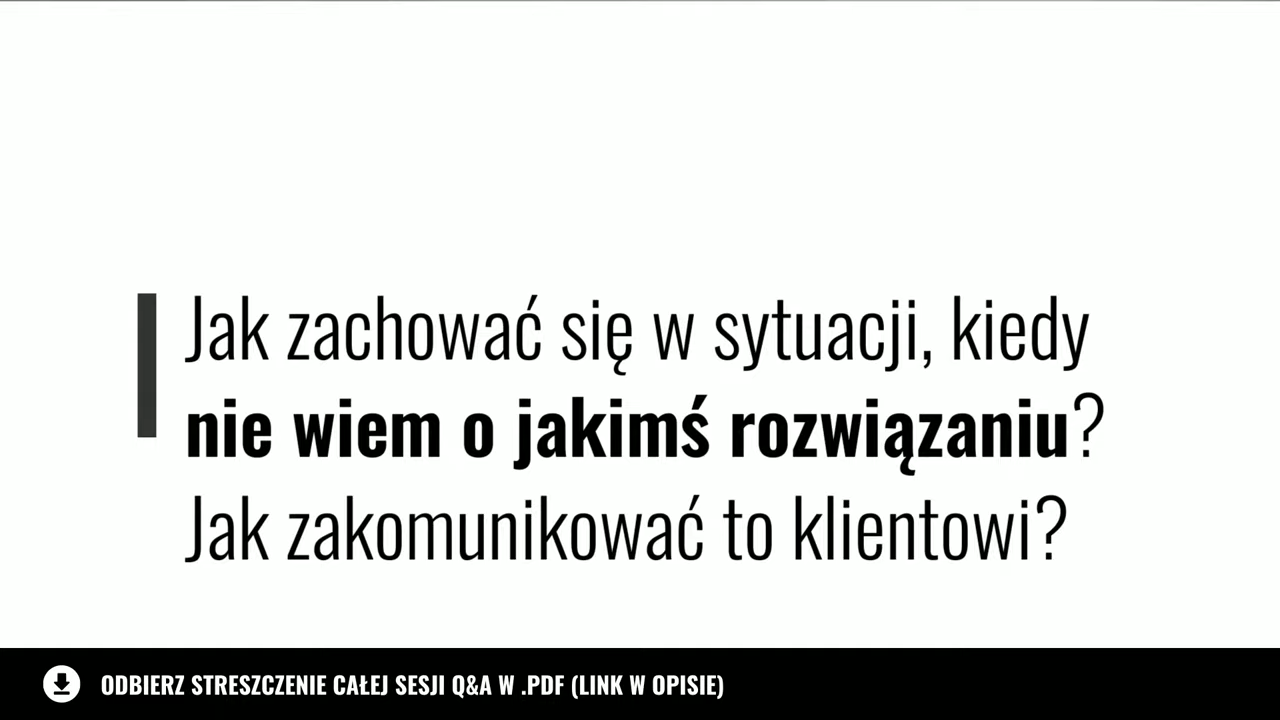 Jak zachować się w sytuacji, kiedy
nie wiem o jakimś rozwiązaniu?
Jak zakomunikować to klientowi?
ODBIERZ STRESZCZENIE CAŁEJ SESJI Q&A W .PDF (LINK W OPISIE)